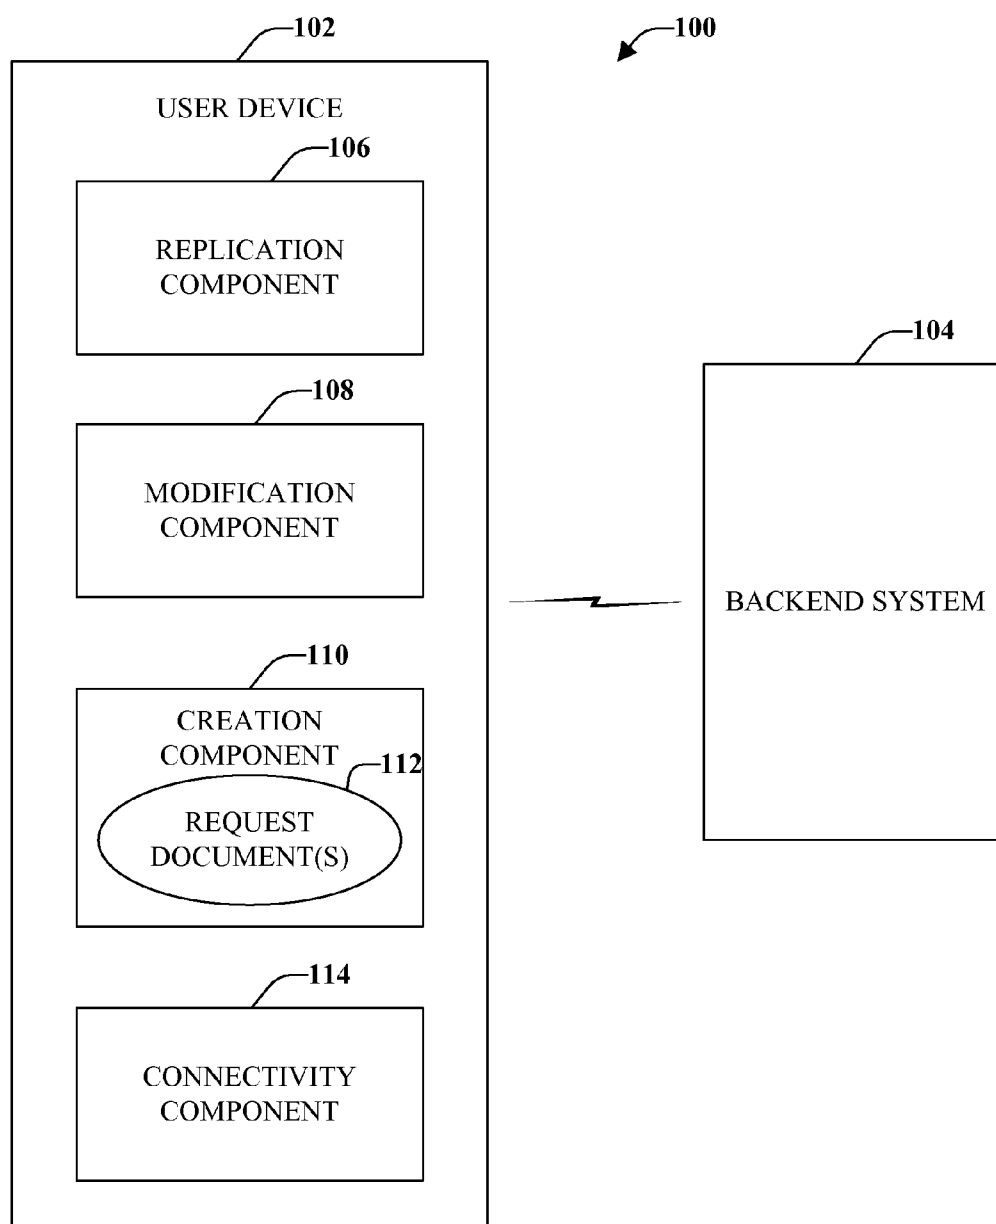 102
100
USER DEVICE
106
REPLICATION
COMPONENT
104
108
MODIFICATION
COMPONENT
BACKEND SYSTEM
110
CREATION
COMPONENT
112
REQUEST
DOCUMENT(S)
114
CONNECTIVITY
COMPONENT